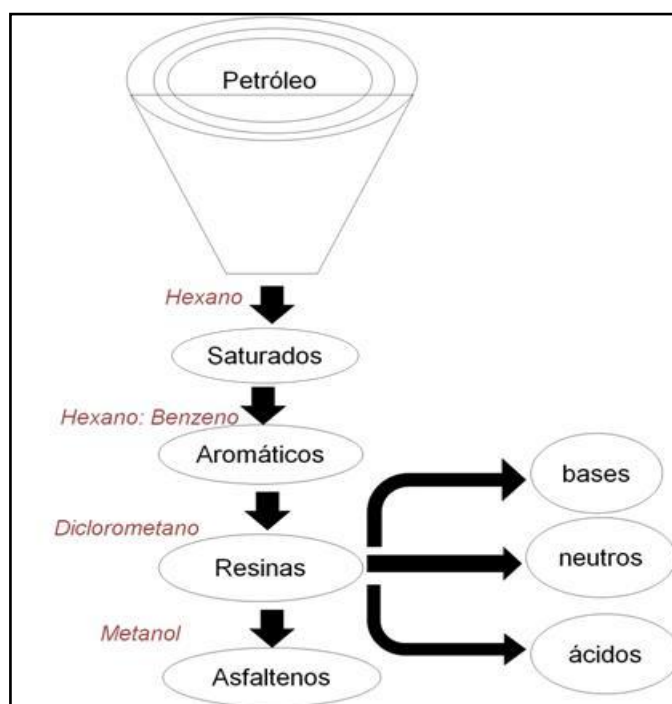 Petróleo
Hexano
Saturados
Hexano: Benzeno
Aromáticos
bases
Diclorometano
Resinas
neutros
Metanol
Asfaltenos
ácidos